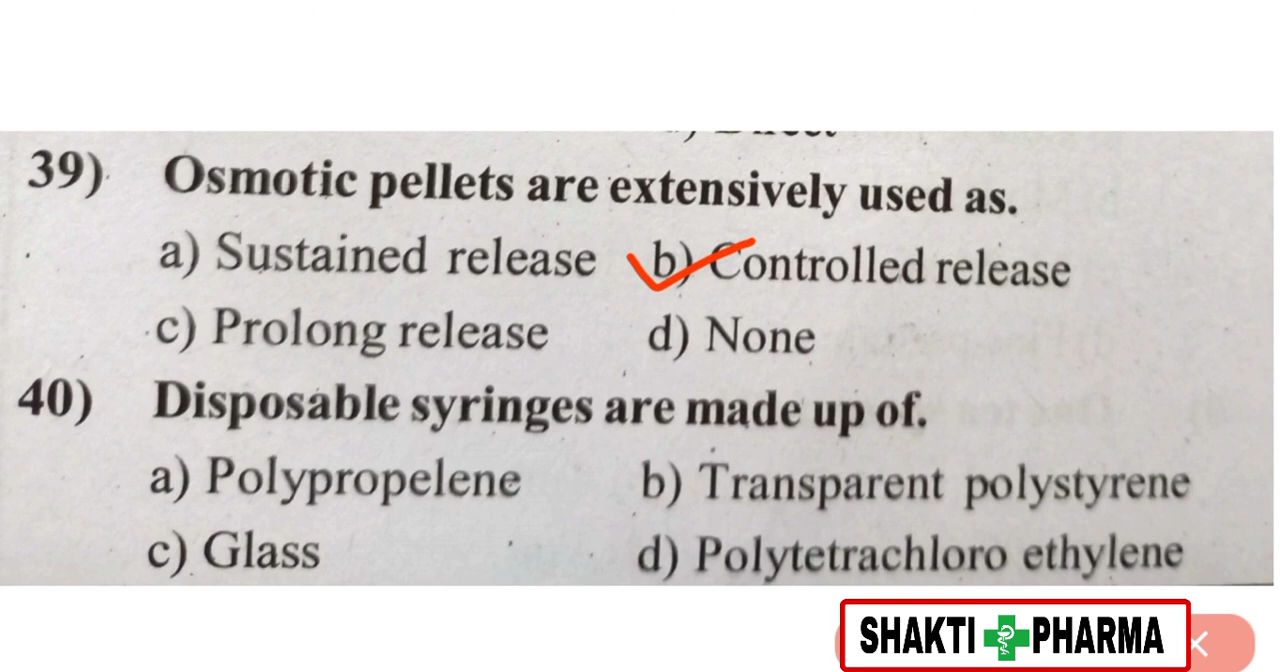 39) Osmotic pellets are extensively used as.
a) Sustained release b) Controlled release
c) Prolong release d) None
40) Disposable syringes are made up of.
a) Polypropelene b) Transparent polystyrene
c) Glass d) Polytetrachloro ethylene
SHAKTI PHARMA